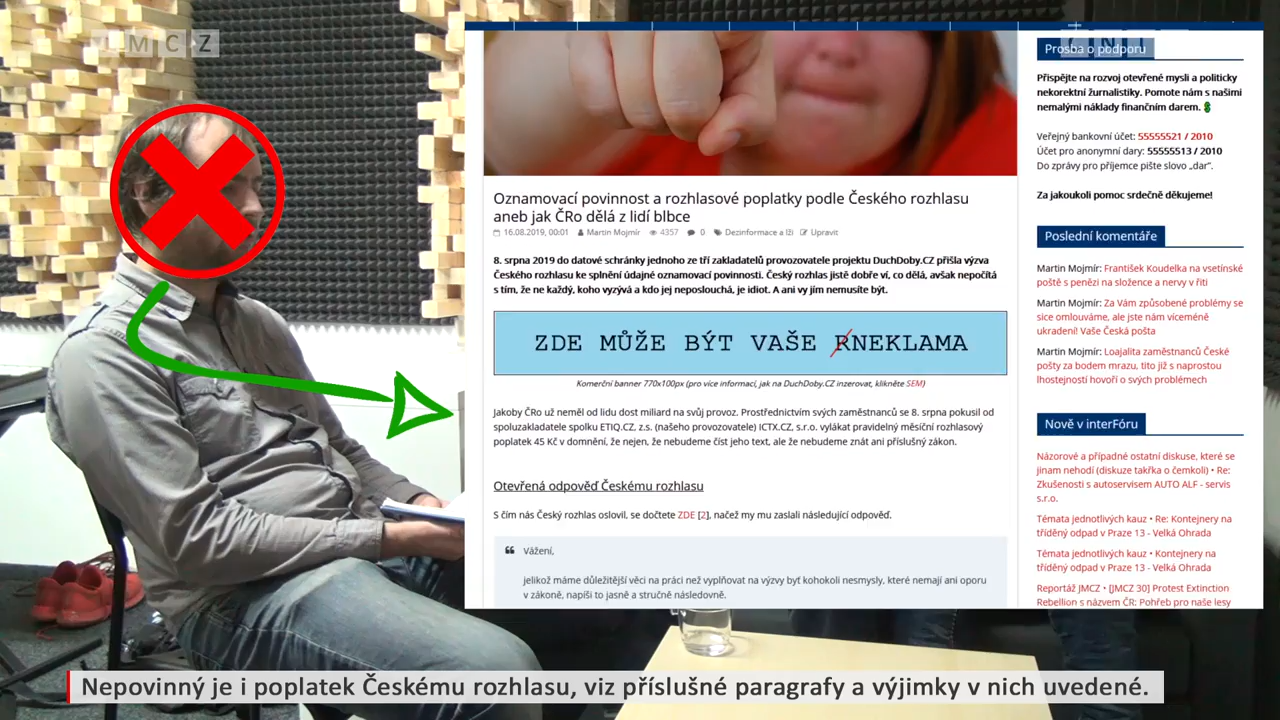 JMCZ
Oznamovací povinnost a rozhlasové poplatky podle Českého rozhlasu
aneb jak ČRo dělá z lidí blbce
16.08.2019, 00:01 Martin Mojmír 4357 0 Dezinformace a lži Upravit
8. srpna 2019 do datové schránky jednoho ze tří zakladatelů provozovatele projektu DuchDoby.CZ přišla výzva
Českého rozhlasu ke splnění údajné oznamovací povinnosti. Český rozhlas jistě dobře ví, co dělá, avšak nepočítá
s tím, že ne každý, koho vyzývá a kdo jej neposlouchá, je idiot. A ani vy jím nemusíte být.
ZDE MŮŽE BÝT VAŠE RNEKLAMA
Komerční banner 770x100px (pro více informací, jak na DuchDoby.CZ inzerovat, klikněte SEM)
Jakoby ČRo už neměl od lidu dost miliard na svůj provoz. Prostřednictvím svých zaměstnanců se 8. srpna pokusil od
spoluzakladatele spolku ETIQ.CZ, z.s. (našeho provozovatele) ICTX.CZ, s.r.o. vylákat pravidelný měsíční rozhlasový
poplatek 45 Kč v domnění, že nejen, že nebudeme číst jeho text, ale že nebudeme znát ani příslušný zákon.
Otevřená odpověď Českému rozhlasu
S čím nás Český rozhlas oslovil, se dočtete ZDE [2], načež my mu zaslali následující odpověď.
Vážení,
jelikož máme důležitější věci na práci než vyplňovat na výzvy byť kohokoli nesmysly, které nemají ani oporu
v zákoně, napíši to jasně a stručně následovně.
Prosba o podporu
Přispějte na rozvoj otevřené mysli a politicky
nekorektní žurnalistiky. Pomote nám s našimi
nemalými náklady finančním darem.
Veřejný bankovní účet: 55555521 / 2010
Účet pro anonymní dary: 55555513 / 2010
Do zprávy pro příjemce pište slovo „dar".
Za jakoukoli pomoc srdečně děkujeme!
Poslední komentáře
Martin Mojmír: František Koudelka na vsetínské
poště s penězi na složence a nervy v řiti
Martin Mojmír: Za Vám způsobené problémy se
sice omlouváme, ale jste nám víceméně
ukradení! Vaše Česká pošta
Martin Mojmír: Loajalita zaměstnanců České
pošty za bodem mrazu, tito již s naprostou
lhostejností hovoří o svých problémech
Nově v interFóru
Názorové a případné ostatní diskuse, které se
jinam nehodí (diskuze takřka o čemkoli) • Re:
Zkušenosti s autoservisem AUTO ALF - servis
s.r.o.
Témata jednotlivých kauz • Re: Kontejnery na
tříděný odpad v Praze 13 - Velká Ohrada
Témata jednotlivých kauz • Kontejnery na
tříděný odpad v Praze 13 - Velká Ohrada
Reportáž JMCZ • [JMCZ 30] Protest Extinction
Rebellion s názvem ČR: Pohřeb pro naše lesy
Nepovinný je i poplatek Českému rozhlasu, viz příslušné paragrafy a výjimky v nich uvedené.